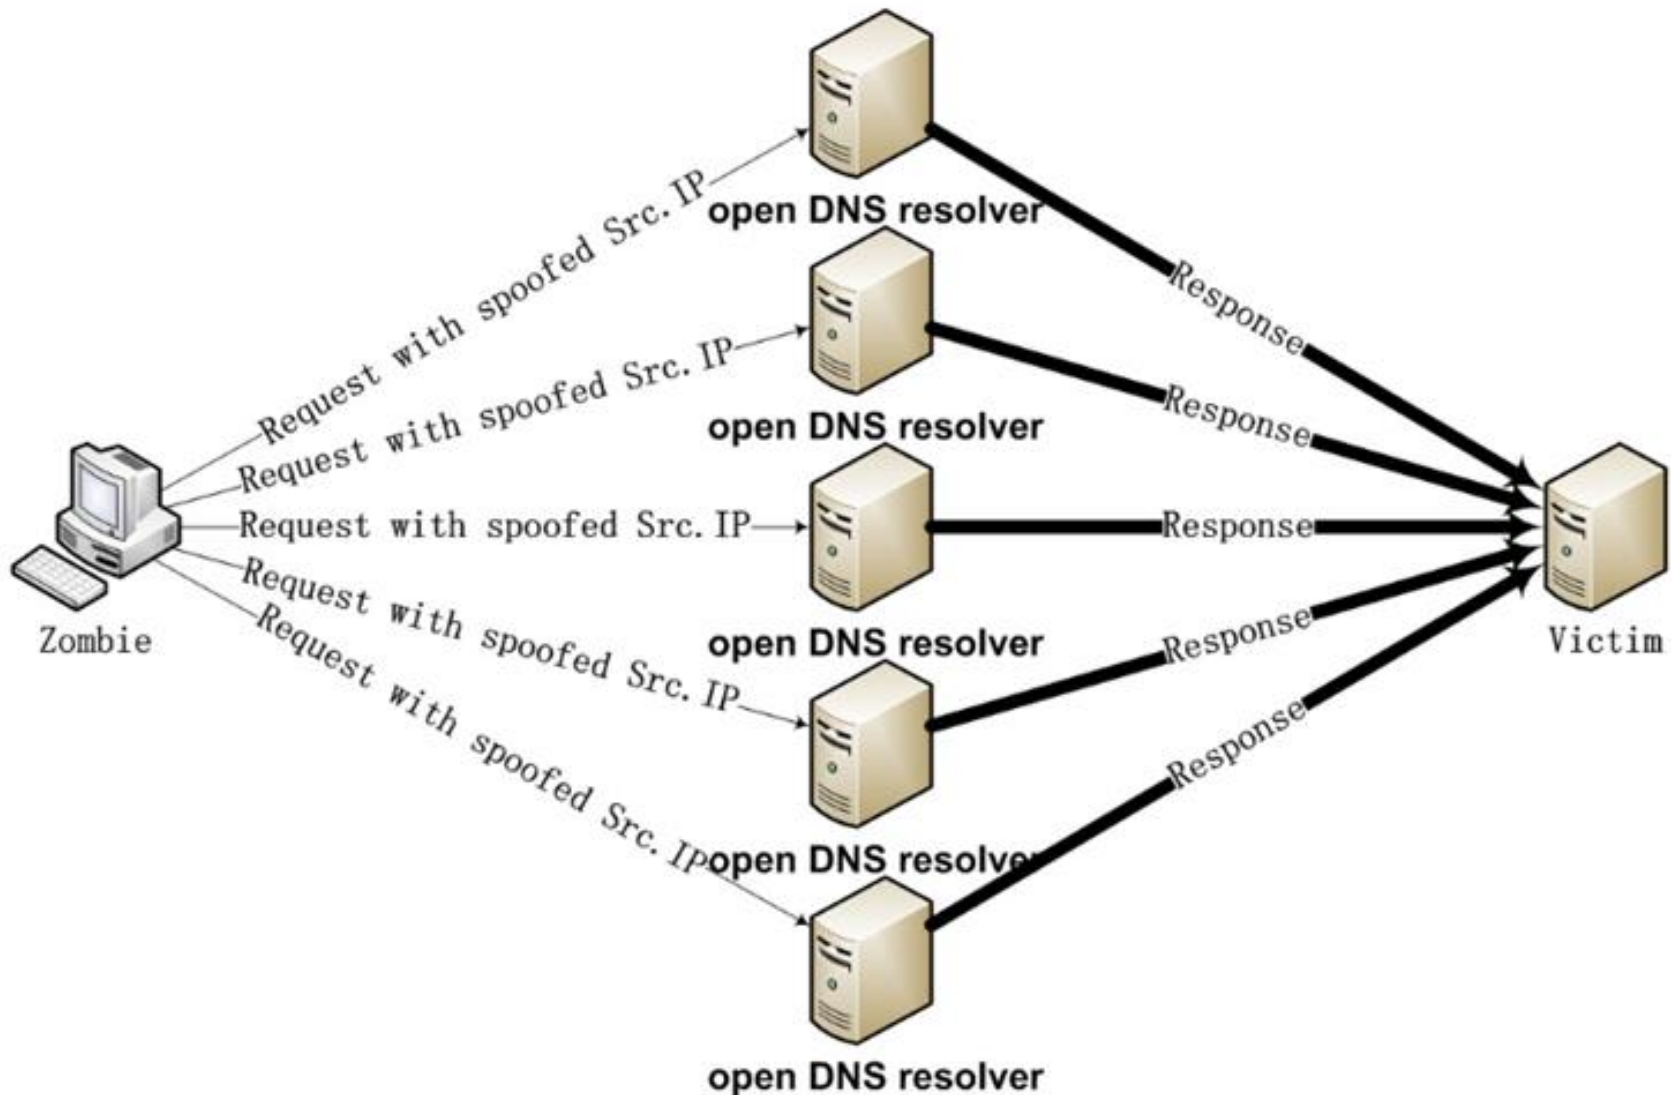 open DNS resolver
Request with spoofed Src. IP
Response
open DNS resolver
Request with spoofed Src. IP
Response
Request with spoofed Src. IP
Response
open DNS resolver
Zombie
Victim
Request with spoofed Src. IP
Response
open DNS resolver
Request with spoofed Src. IP
Response
open DNS resolver